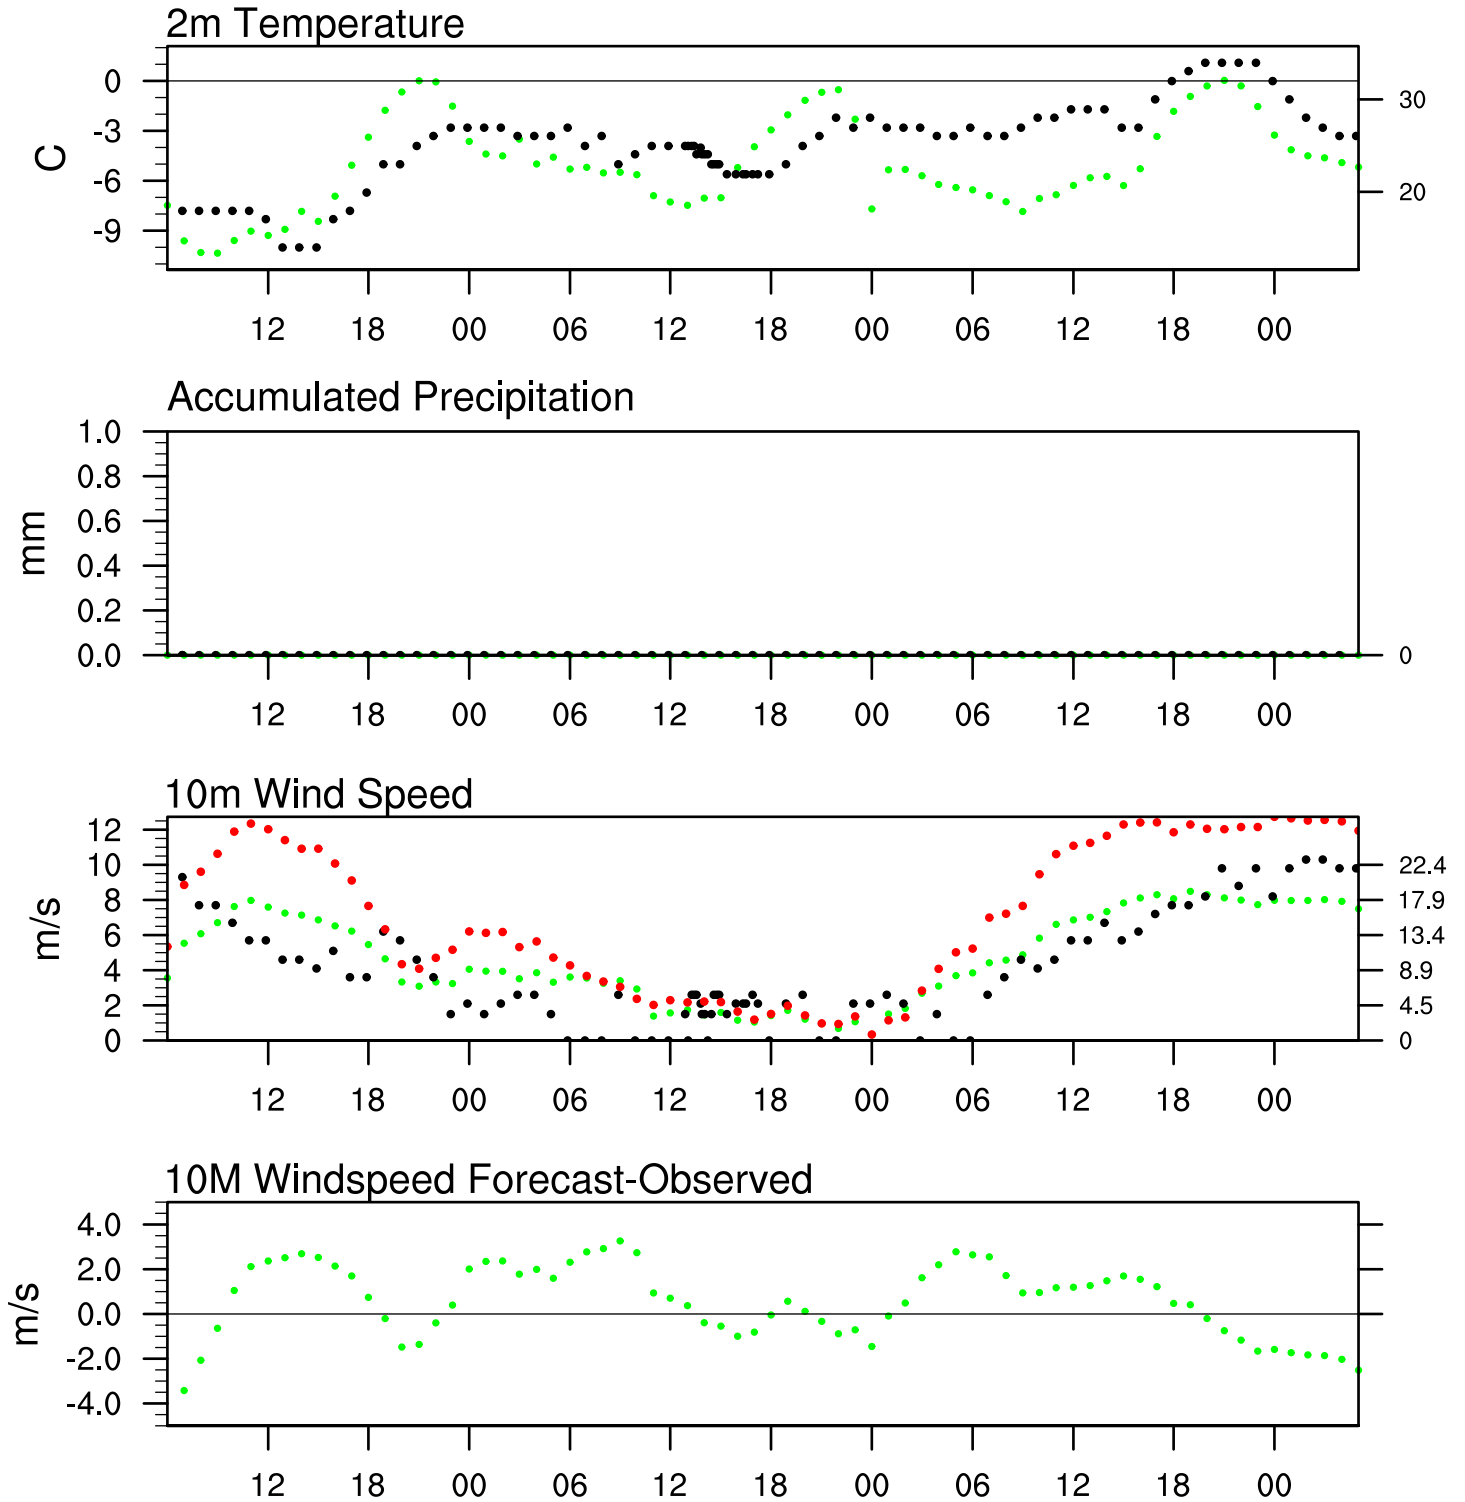 2m Temperature
0
-3
-6
-9
C
30
20
12 18 00 06 12 18 00 06 12 18 00
Accumulated Precipitation
1.0
0.8
0.6
0.4
0.2
0.0
mm
0
12 18 00 06 12 18 00 06 12 18 00
10m Wind Speed
12
10
8
6
4
2
0
m/s
22.4
17.9
13.4
8.9
4.5
0
12 18 00 06 12 18 00 06 12 18 00
10M Windspeed Forecast-Observed
4.0
2.0
0.0
-2.0
-4.0
m/s
12 18 00 06 12 18 00 06 12 18 00